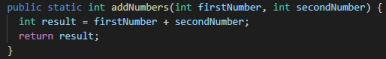 public static int addNumbers(int firstNumber, int secondNumber) {
  int result = firstNumber + secondNumber;
  return result;
}